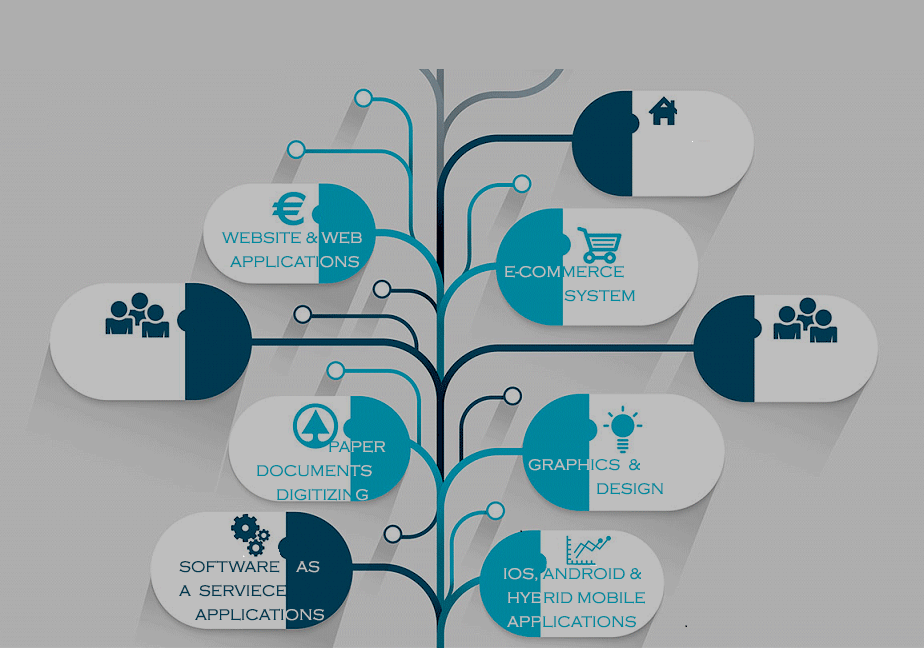 WEBSITE & WEB
APPLICATIONS
E-COMMERCE
SYSTEM
PAPER
DOCUMENTS
DIGITIZING
GRAPHICS &
DESIGN
SOFTWARE AS
A SERVIECE
APPLICATIONS
IOS, ANDROID &
HYBRID MOBILE
APPLICATIONS